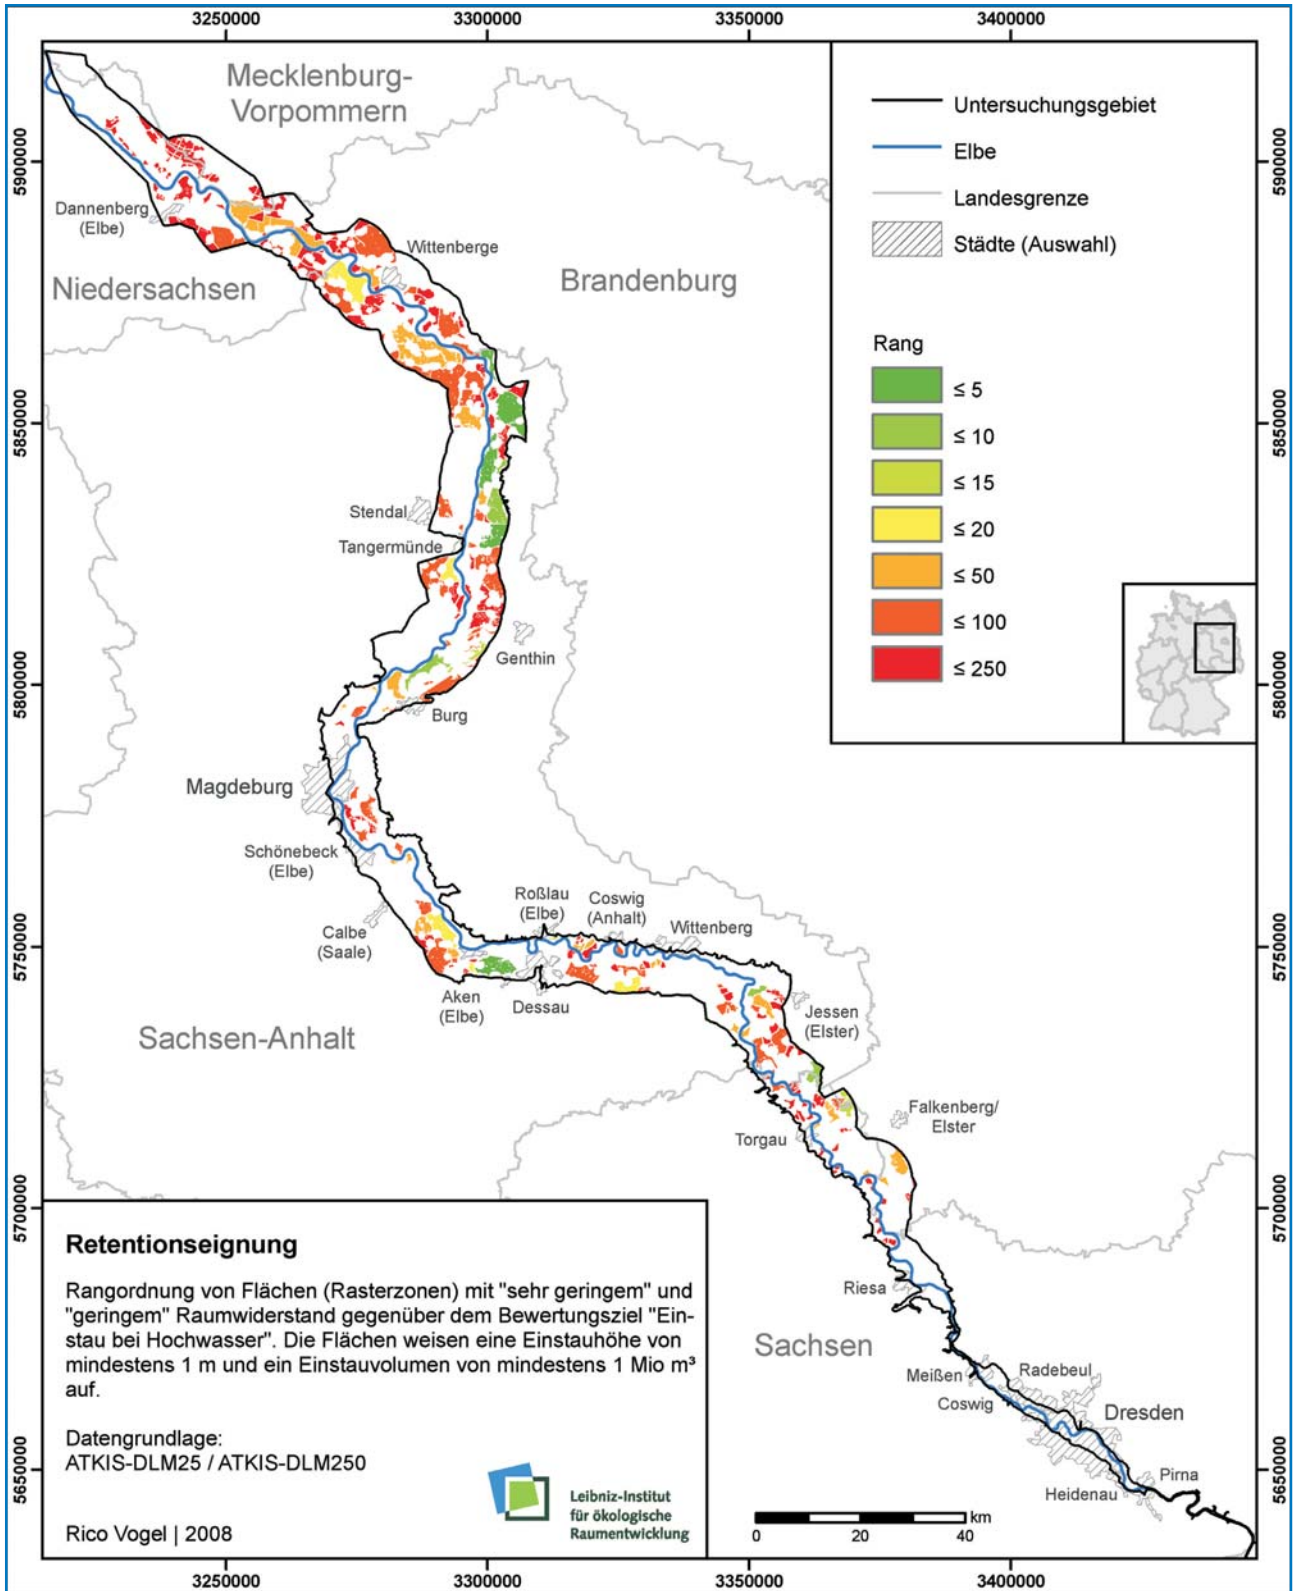 3250000 3300000 3350000 3400000
5900000
5850000
5800000
5750000
5700000
5650000
Mecklenburg-
Vorpommern
Dannenberg
(Elbe)
Wittenberge
Niedersachsen
Brandenburg
Stendal
Tangermünde
Genthin
Burg
Magdeburg
Schönebeck
(Elbe)
Calbe
(Saale)
Roßlau
(Elbe)
Coswig
(Anhalt)
Wittenberg
Aken
(Elbe)
Dessau
Jessen
(Elster)
Sachsen-Anhalt
Falkenberg/
Elster
Torgau
Riesa
Sachsen
Meißen
Radebeul
Coswig
Dresden
Pirna
Heidenau
Untersuchungsgebiet
Elbe
Landesgrenze
Städte (Auswahl)
Rang
≤ 5
≤ 10
≤ 15
≤ 20
≤ 50
≤ 100
≤ 250
5900000
5850000
5800000
5750000
5700000
5650000
Retentionseignung
Rangordnung von Flächen (Rasterzonen) mit "sehr geringem" und
"geringem" Raumwiderstand gegenüber dem Bewertungsziel "Ein-
stau bei Hochwasser". Die Flächen weisen eine Einstauhöhe von
mindestens 1 m und ein Einstauvolumen von mindestens 1 Mio m³
auf.
Datengrundlage:
ATKIS-DLM25 / ATKIS-DLM250
Rico Vogel | 2008
Leibniz-Institut
für ökologische
Raumentwicklung
km
0 10 20 40
3250000 3300000 3350000 3400000